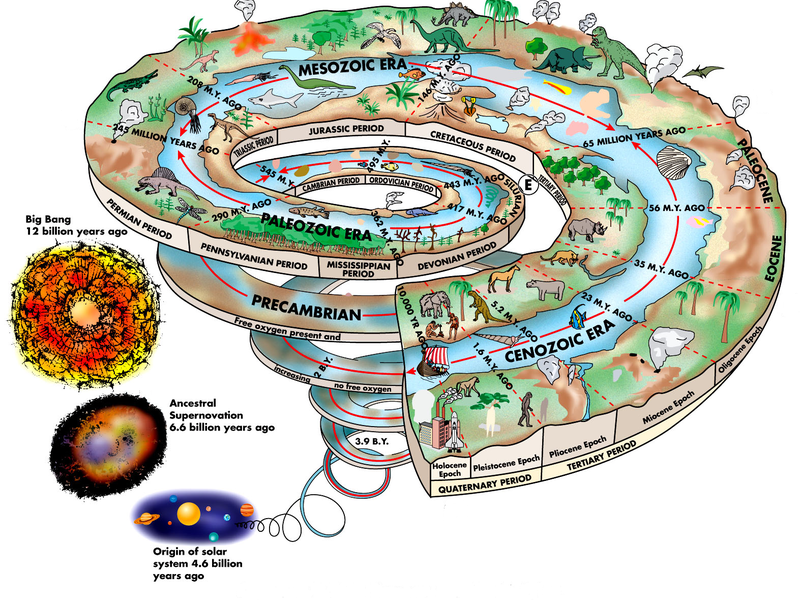 MESOZOIC ERA
208 M.Y. AGO
146 M.Y. AGO
245 MILLION YEARS AGO
65 MILLION YEARS AGO
TRIASSIC PERIOD
JURASSIC PERIOD
CRETACEOUS PERIOD
TERTIARY PERIOD
E
PALEOCENE
56 M.Y. AGO
EOCENE
35 M.Y. AGO
23 M.Y. AGO
545 M.Y.
495 M.Y.
CAMBRIAN PERIOD
ORDOVICIAN PERIOD
443 M.Y. AGO
SILURIAN
417 M.Y. AGO
290 M.Y. AGO
PALEOZOIC ERA
PERMIAN PERIOD
PENNSYLVANIAN PERIOD
MISSISSIPPIAN
PERIOD
DEVONIAN PERIOD
Big Bang
12 billion years ago
PRECAMBRIAN
10,000 YR AGO
5.2 M.Y. AGO
1.6 M.Y. AGO
CENOZOIC ERA
Free oxygen present and
increasing
2 B.Y.
no free oxygen
3.9 B.Y.
Ancestral
Supernovation
6.6 billion years ago
Holocene
Epoch
Pleistocene Epoch
Pliocene Epoch
Miocene Epoch
Oligocene Epoch
QUATERNARY PERIOD
TERTIARY PERIOD
Origin of solar
system 4.6 billion
years ago